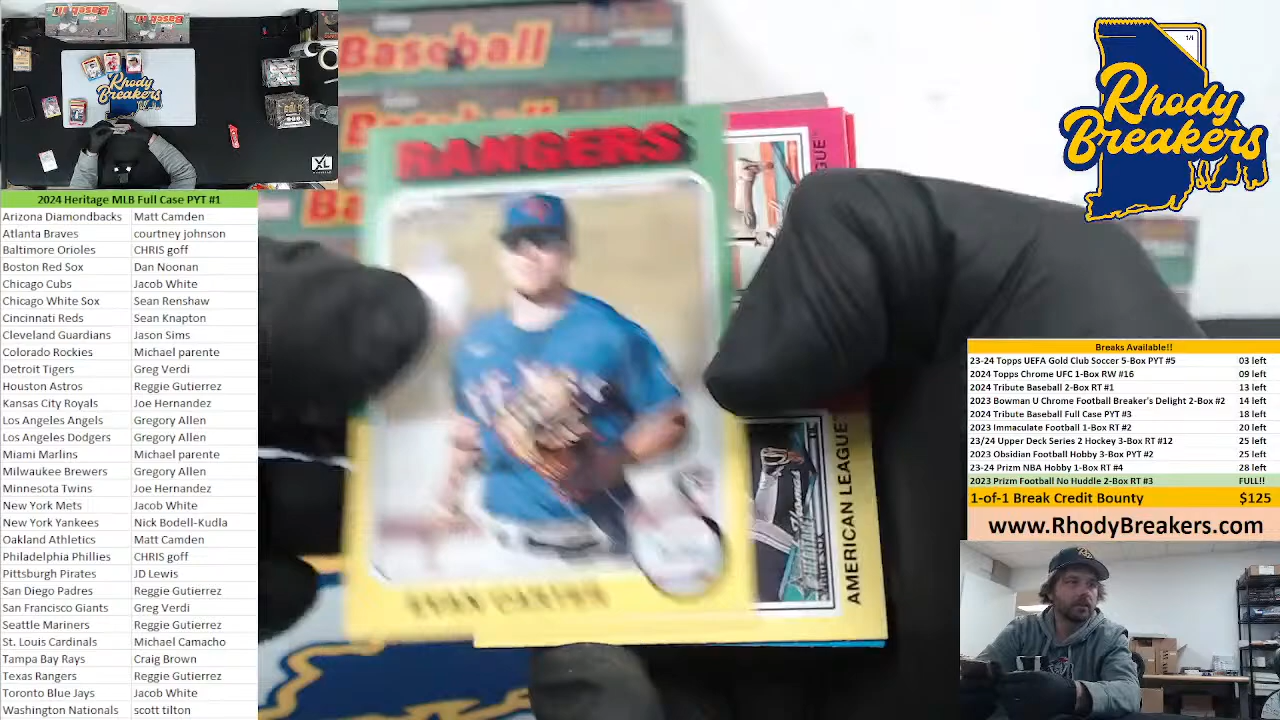 2024 Heritage MLB Full Case PYT #1
Arizona Diamondbacks Matt Camden
Atlanta Braves courtney johnson
Baltimore Orioles CHRIS goff
Boston Red Sox Dan Noonan
Chicago Cubs Jacob White
Chicago White Sox Sean Renshaw
Cincinnati Reds Sean Knapton
Cleveland Guardians Jason Sims
Colorado Rockies Michael parente
Detroit Tigers Greg Verdi
Houston Astros Reggie Gutierrez
Kansas City Royals Joe Hernandez
Los Angeles Angels Gregory Allen
Los Angeles Dodgers Gregory Allen
Miami Marlins Michael parente
Milwaukee Brewers Gregory Allen
Minnesota Twins Joe Hernandez
New York Mets Jacob White
New York Yankees Nick Bodell-Kudla
Oakland Athletics Matt Camden
Philadelphia Phillies CHRIS goff
Pittsburgh Pirates JD Lewis
San Diego Padres Reggie Gutierrez
San Francisco Giants Greg Verdi
Seattle Mariners Reggie Gutierrez
St. Louis Cardinals Michael Camacho
Tampa Bay Rays Craig Brown
Texas Rangers Reggie Gutierrez
Toronto Blue Jays Jacob White
Washington Nationals scott tilton
Rhody
Breakers
XL
Baseball
Baseball
RANGERS
AMERICAN LEAGUE
1/1
Rhody
Breakers
Breaks Available!!
23-24 Topps UEFA Gold Club Soccer 5-Box PYT #5 03 left
2024 Topps Chrome UFC 1-Box RW #16 09 left
2024 Tribute Baseball 2-Box RT #1 13 left
2023 Bowman U Chrome Football Breaker's Delight 2-Box #2 14 left
2024 Tribute Baseball Full Case PYT #3 18 left
2023 Immaculate Football 1-Box RT #2 20 left
23/24 Upper Deck Series 2 Hockey 3-Box RT #12 25 left
2023 Obsidian Football Hobby 3-Box PYT #2 25 left
23-24 Prizm NBA Hobby 1-Box RT #4 28 left
2023 Prizm Football No Huddle 2-Box RT #3 FULL!!
1-of-1 Break Credit Bounty $125
www.RhodyBreakers.com